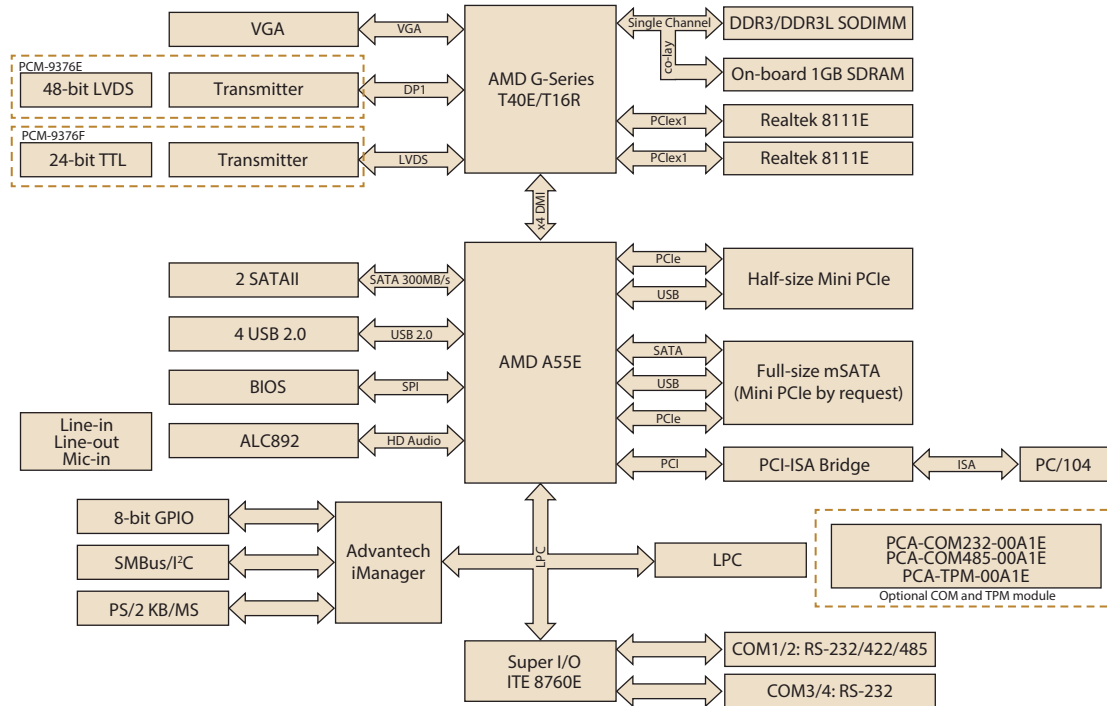 VGA
VGA
AMD G-Series
T40E/T16R
Single Channel
co-lay
DDR3/DDR3L SODIMM
On-board 1GB SDRAM
PCM-9376E
48-bit LVDS
Transmitter
DP1
PCIex1
Realtek 8111E
PCM-9376F
24-bit TTL
Transmitter
LVDS
PCIex1
Realtek 8111E
x4 DMI
2 SATAII
SATA 300MB/s
4 USB 2.0
USB 2.0
BIOS
SPI
ALC892
HD Audio
Line-in
Line-out
Mic-in
AMD A55E
PCIe
USB
Half-size Mini PCIe
SATA
USB
PCIe
Full-size mSATA
(Mini PCIe by request)
PCI
PCI-ISA Bridge
ISA
PC/104
8-bit GPIO
SMBus/I²C
PS/2 KB/MS
Advantech
iManager
LPC
LPC
PCA-COM232-00A1E
PCA-COM485-00A1E
PCA-TPM-00A1E
Optional COM and TPM module
Super I/O
ITE 8760E
COM1/2: RS-232/422/485
COM3/4: RS-232